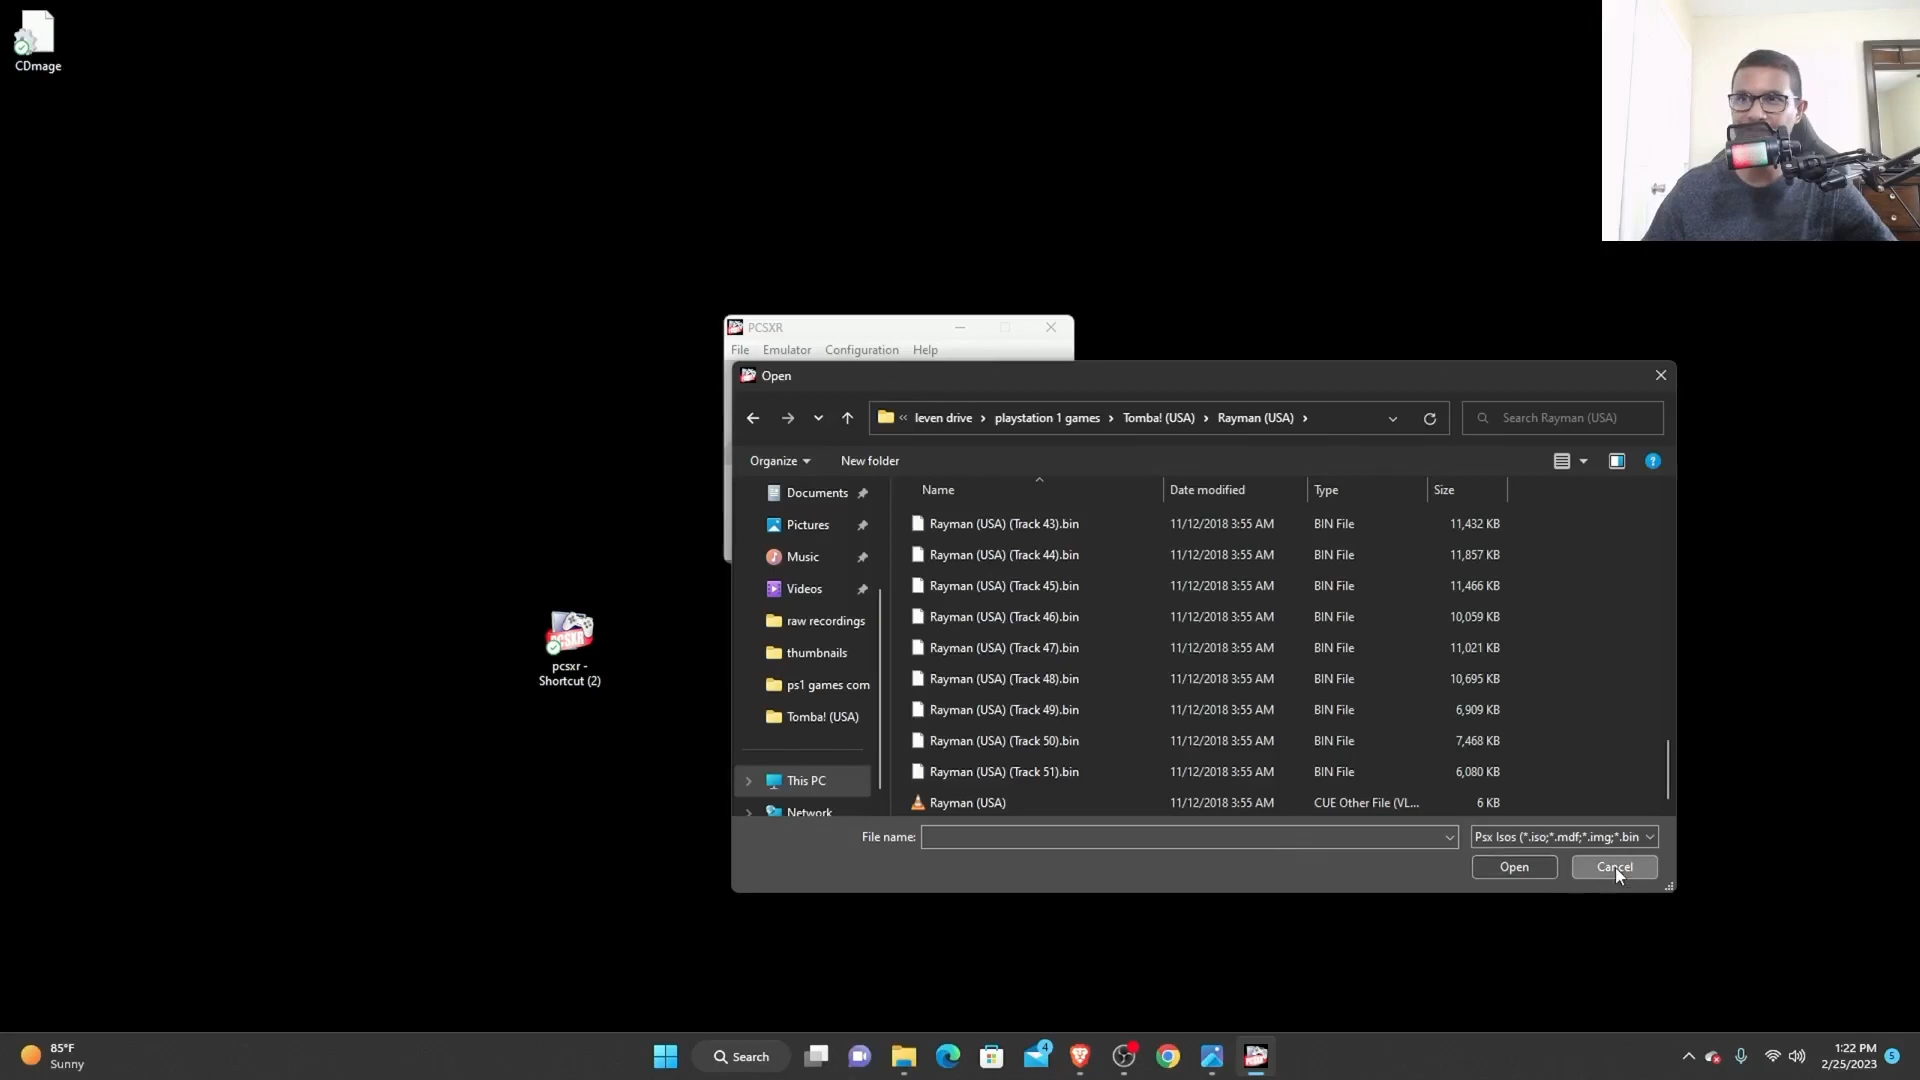 CDmage
PCSXR
File Emulator Configuration Help
Open
« leven drive › playstation 1 games › Tomba! (USA) › Rayman (USA) ›
Search Rayman (USA)
Organize New folder
?
Documents
Pictures
Music
Videos
raw recordings
thumbnails
ps1 games com
Tomba! (USA)
This PC
Network
Name Date modified Type Size
Rayman (USA) (Track 43).bin 11/12/2018 3:55 AM BIN File 11,432 KB
Rayman (USA) (Track 44).bin 11/12/2018 3:55 AM BIN File 11,857 KB
Rayman (USA) (Track 45).bin 11/12/2018 3:55 AM BIN File 11,466 KB
Rayman (USA) (Track 46).bin 11/12/2018 3:55 AM BIN File 10,059 KB
Rayman (USA) (Track 47).bin 11/12/2018 3:55 AM BIN File 11,021 KB
Rayman (USA) (Track 48).bin 11/12/2018 3:55 AM BIN File 10,695 KB
Rayman (USA) (Track 49).bin 11/12/2018 3:55 AM BIN File 6,909 KB
Rayman (USA) (Track 50).bin 11/12/2018 3:55 AM BIN File 7,468 KB
Rayman (USA) (Track 51).bin 11/12/2018 3:55 AM BIN File 6,080 KB
Rayman (USA) 11/12/2018 3:55 AM CUE Other File (VL... 6 KB
File name:
Psx Isos (*.iso;*.mdf;*.img;*.bin
Open Cancel
PCSXR
pcsxr -
Shortcut (2)
85°F
Sunny
Search
4
1:22 PM
2/25/2023
5